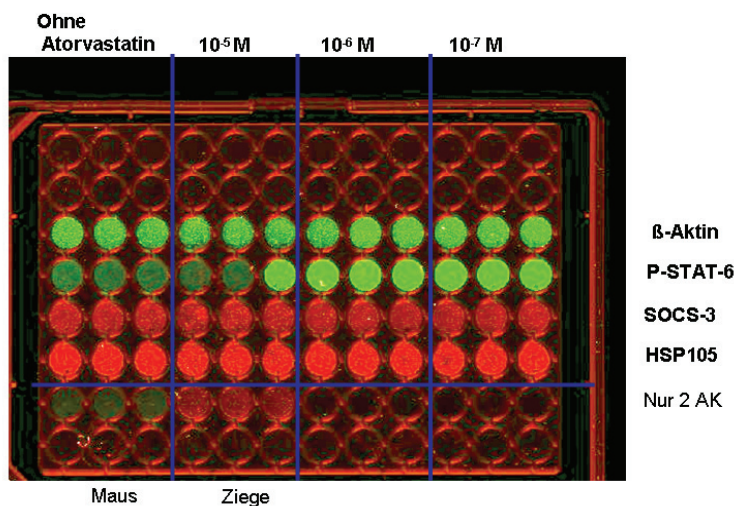 Ohne
Atorvastatin 10⁻⁵ M 10⁻⁶ M 10⁻⁷ M
ß-Aktin
P-STAT-6
SOCS-3
HSP105
Nur 2 AK
Maus Ziege